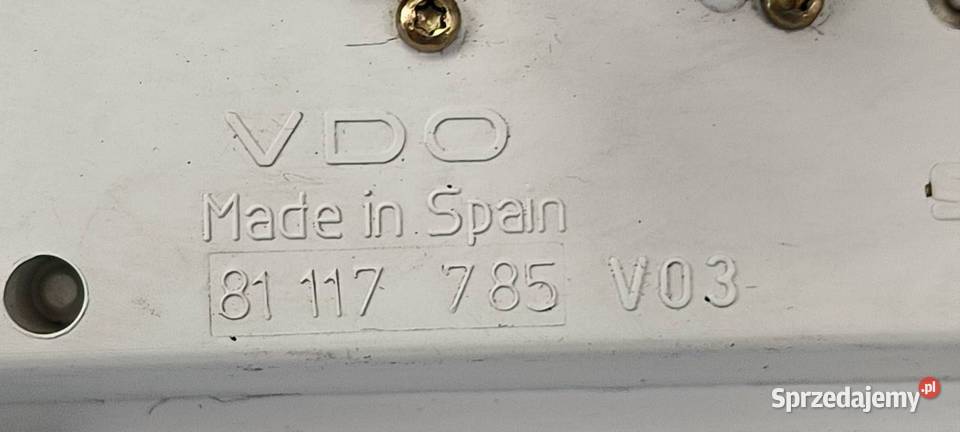 VDO
Made in Spain
81 117 785 V03
Sprzedajemy.pl